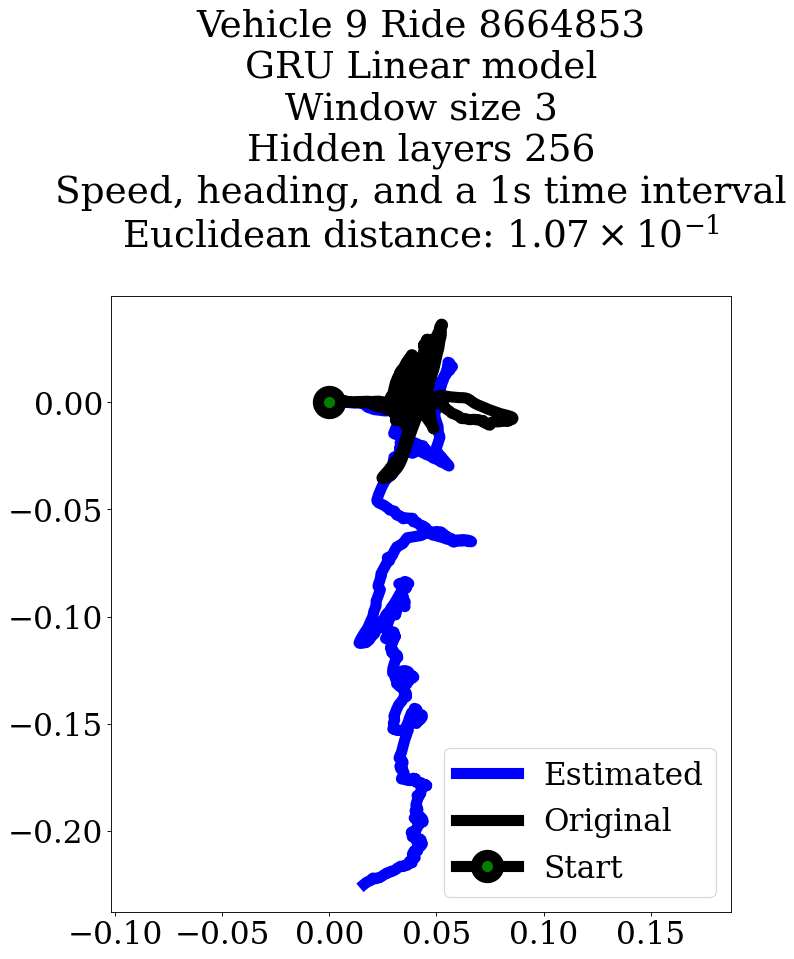 Vehicle 9 Ride 8664853
GRU Linear model
Window size 3
Hidden layers 256
Speed, heading, and a 1s time interval
Euclidean distance: 1.07 × 10⁻¹
0.00
−0.05
−0.10
−0.15
−0.20
Estimated
Original
Start
−0.10 −0.05 0.00 0.05 0.10 0.15